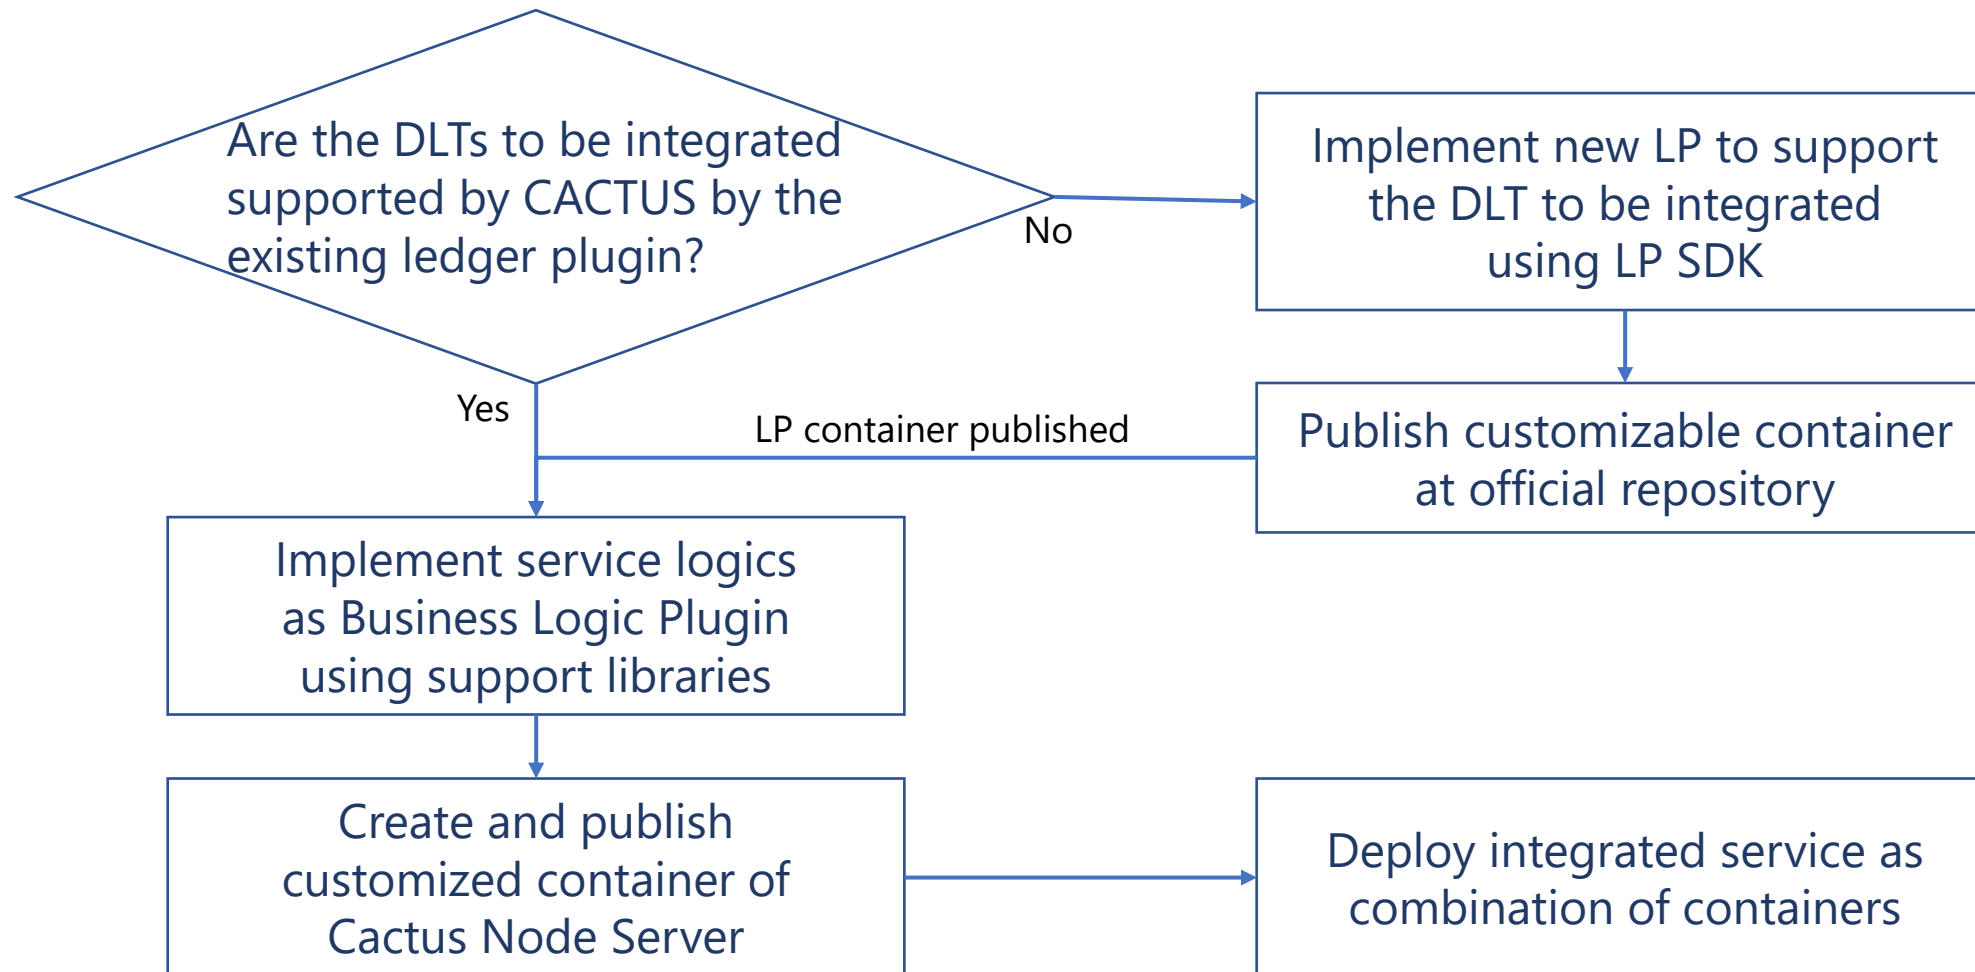 Are the DLTs to be integrated
supported by CACTUS by the
existing ledger plugin?
No
Implement new LP to support
the DLT to be integrated
using LP SDK
Yes
LP container published
Publish customizable container
at official repository
Implement service logics
as Business Logic Plugin
using support libraries
Create and publish
customized container of
Cactus Node Server
Deploy integrated service as
combination of containers